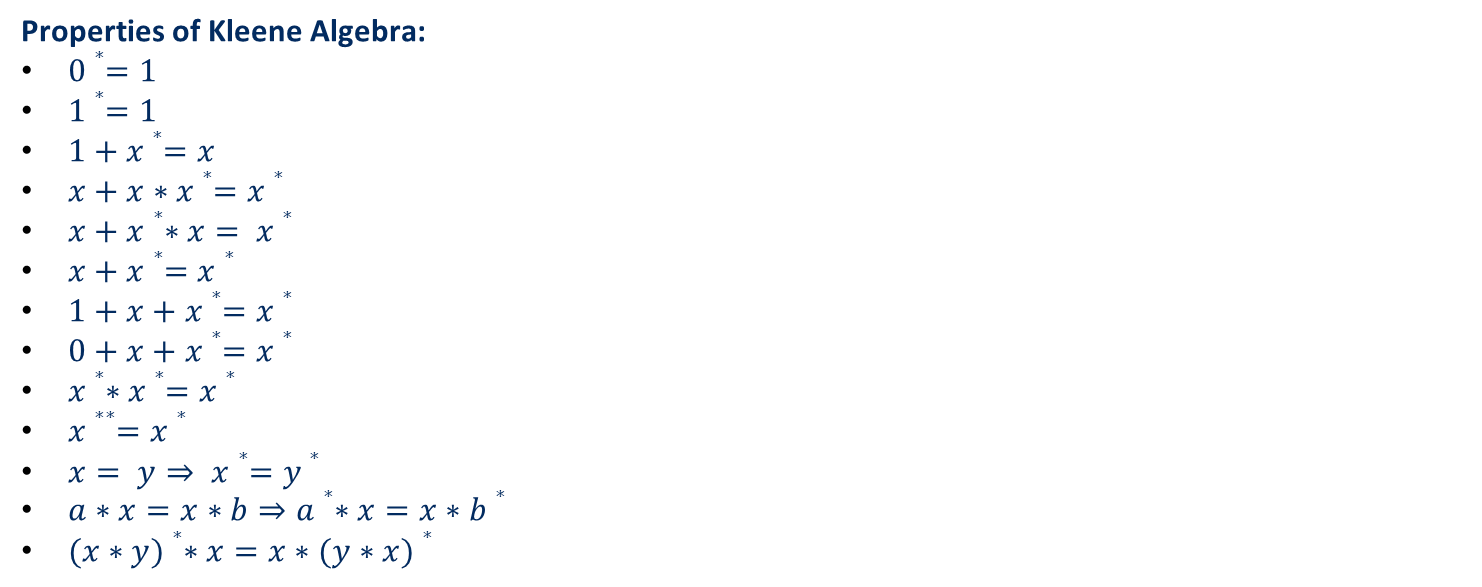 Properties of Kleene Algebra:
• 0 * = 1
• 1 * = 1
• 1 + x * = x
• x + x ∗ x * = x *
• x + x * ∗ x = x *
• x + x * = x *
• 1 + x + x * = x *
• 0 + x + x * = x *
• x * ∗ x * = x *
• x ** = x *
• x = y ⇒ x * = y *
• a ∗ x = x ∗ b ⇒ a * ∗ x = x ∗ b *
• (x ∗ y) * ∗ x = x ∗ (y ∗ x) *